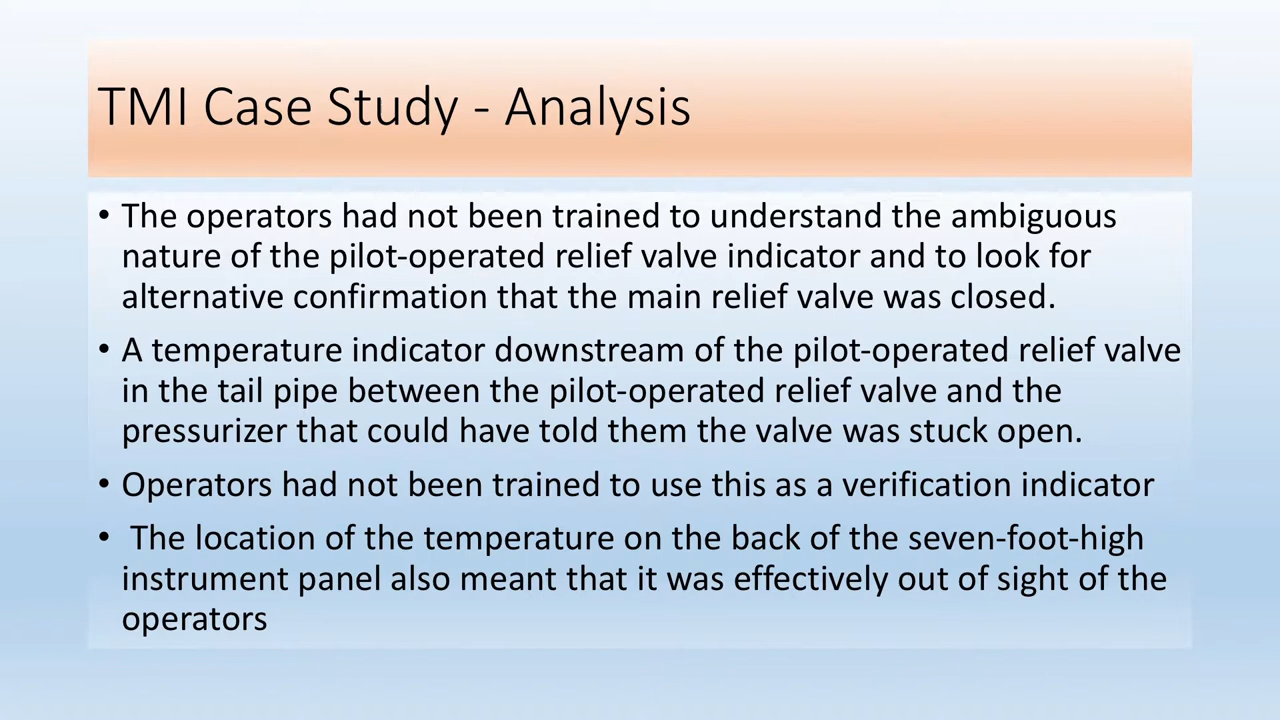 TMI Case Study - Analysis
• The operators had not been trained to understand the ambiguous
nature of the pilot-operated relief valve indicator and to look for
alternative confirmation that the main relief valve was closed.
• A temperature indicator downstream of the pilot-operated relief valve
in the tail pipe between the pilot-operated relief valve and the
pressurizer that could have told them the valve was stuck open.
• Operators had not been trained to use this as a verification indicator
• The location of the temperature on the back of the seven-foot-high
instrument panel also meant that it was effectively out of sight of the
operators